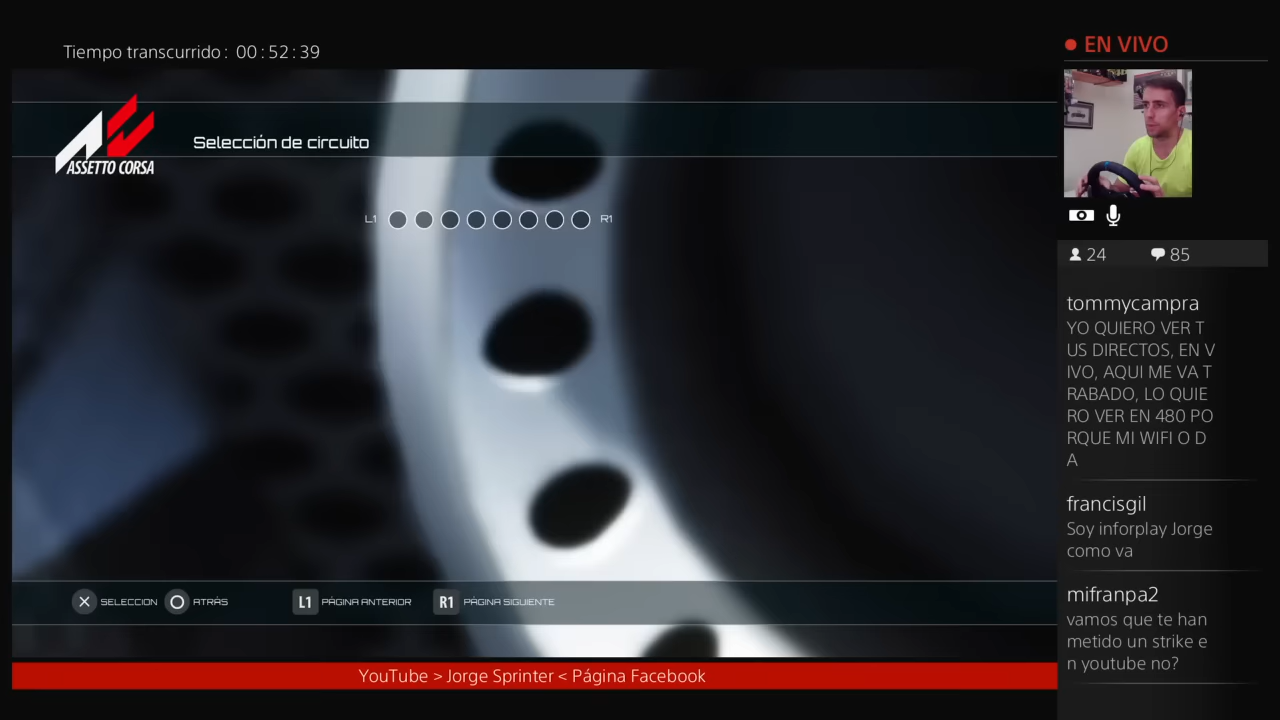 Tiempo transcurrido : 00:52:39
EN VIVO
ASSETTO CORSA
Selección de circuito
L1 R1
24 85
tommycampra
YO QUIERO VER T
US DIRECTOS, EN V
IVO, AQUI ME VA T
RABADO, LO QUIE
RO VER EN 480 PO
RQUE MI WIFI O D
A
francisgil
Soy inforplay Jorge
como va
mifranpa2
vamos que te han
metido un strike e
n youtube no?
SELECCION ATRÁS L1 PÁGINA ANTERIOR R1 PÁGINA SIGUIENTE
YouTube > Jorge Sprinter < Página Facebook